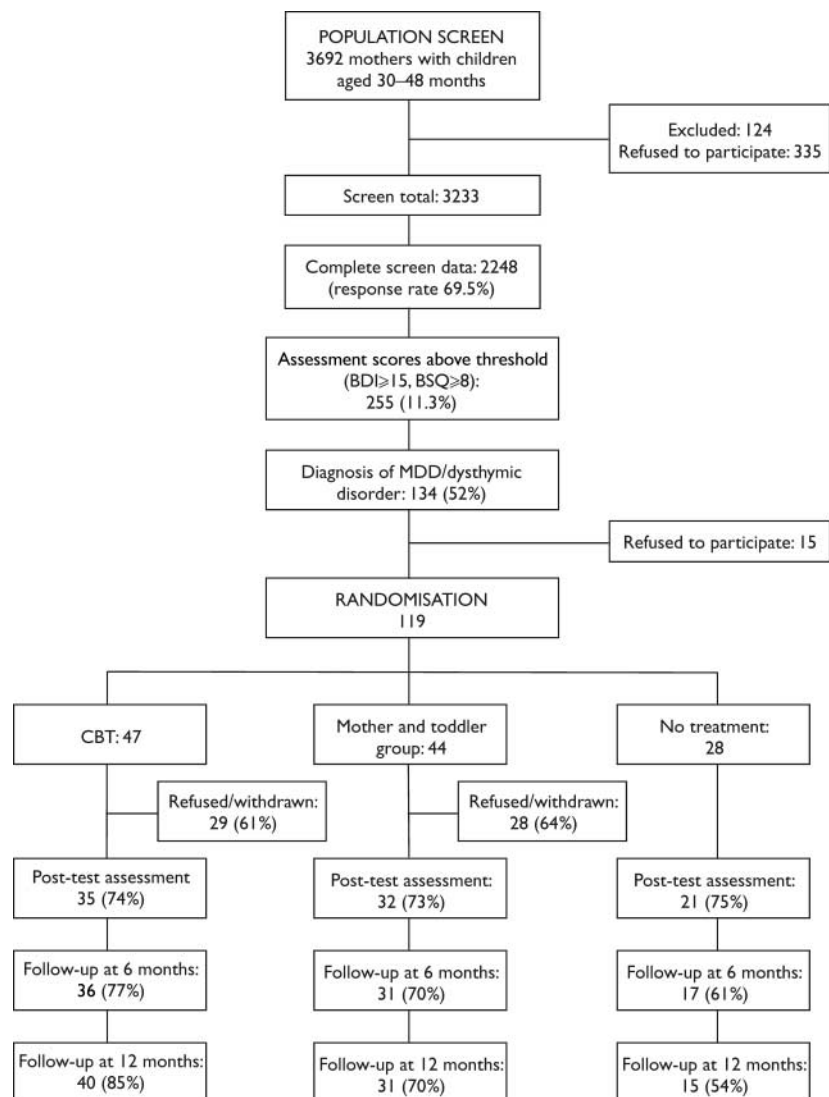 POPULATION SCREEN
3692 mothers with children
aged 30–48 months
Excluded: 124
Refused to participate: 335
Screen total: 3233
Complete screen data: 2248
(response rate 69.5%)
Assessment scores above threshold
(BDI⩾15, BSQ⩾8):
255 (11.3%)
Diagnosis of MDD/dysthymic
disorder: 134 (52%)
Refused to participate: 15
RANDOMISATION
119
CBT: 47
Mother and toddler
group: 44
No treatment:
28
Refused/withdrawn:
29 (61%)
Refused/withdrawn:
28 (64%)
Post-test assessment
35 (74%)
Post-test assessment:
32 (73%)
Post-test assessment:
21 (75%)
Follow-up at 6 months:
36 (77%)
Follow-up at 6 months:
31 (70%)
Follow-up at 6 months:
17 (61%)
Follow-up at 12 months:
40 (85%)
Follow-up at 12 months:
31 (70%)
Follow-up at 12 months:
15 (54%)